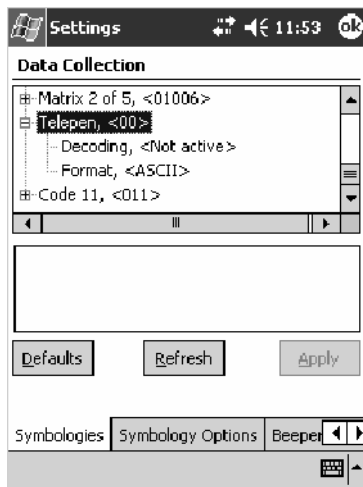 Settings 11:53 ok
Data Collection
Matrix 2 of 5, <01006>
Telepen, <00>
Decoding, <Not active>
Format, <ASCII>
Code 11, <011>
Defaults Refresh Apply
Symbologies Symbology Options Beeper